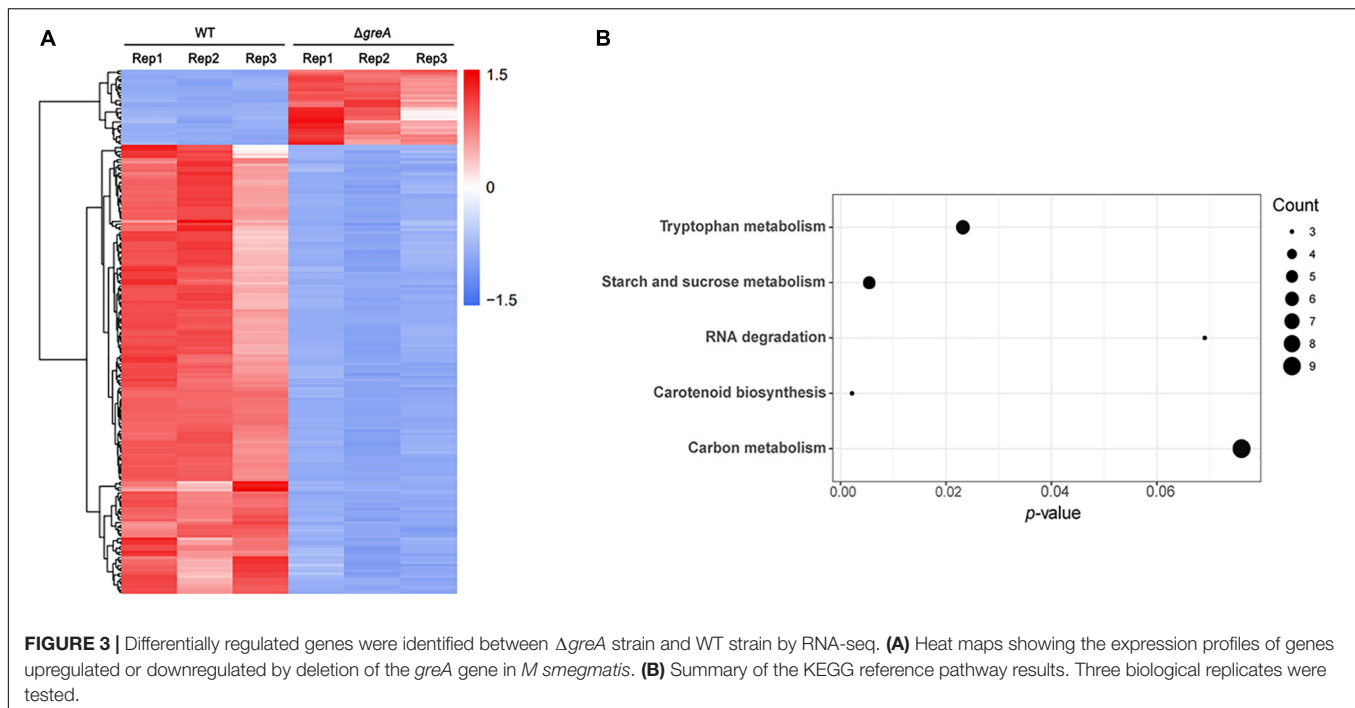 A
WT
ΔgreA
Rep1 Rep2 Rep3 Rep1 Rep2 Rep3
1.5
0
−1.5
B
Tryptophan metabolism
Starch and sucrose metabolism
RNA degradation
Carotenoid biosynthesis
Carbon metabolism
0.00 0.02 0.04 0.06
p-value
Count
3
4
5
6
7
8
9
FIGURE 3 | Differentially regulated genes were identified between ΔgreA strain and WT strain by RNA-seq. (A) Heat maps showing the expression profiles of genes
upregulated or downregulated by deletion of the greA gene in M smegmatis. (B) Summary of the KEGG reference pathway results. Three biological replicates were
tested.